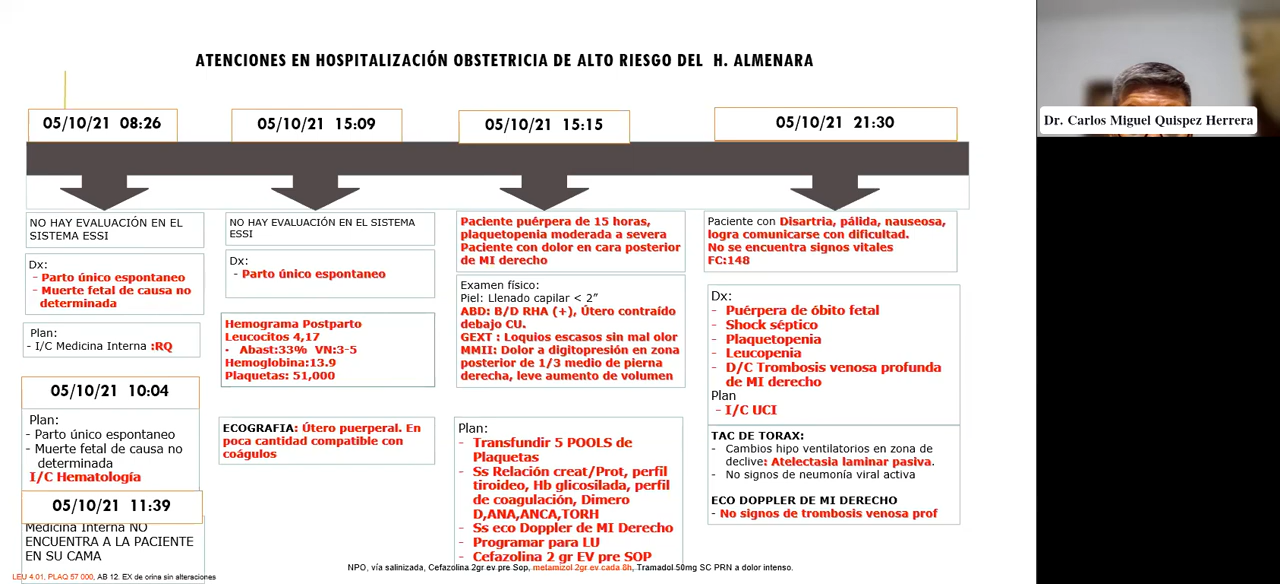 ATENCIONES EN HOSPITALIZACIÓN OBSTETRICIA DE ALTO RIESGO DEL H. ALMENARA
Dr. Carlos Miguel Quispez Herrera
05/10/21 08:26
NO HAY EVALUACIÓN EN EL
SISTEMA ESSI
Dx:
- Parto único espontaneo
- Muerte fetal de causa no
determinada
Plan:
- I/C Medicina Interna :RQ
05/10/21 10:04
Plan:
- Parto único espontaneo
- Muerte fetal de causa no
determinada
I/C Hematología
05/10/21 11:39
Medicina Interna NO
ENCUENTRA A LA PACIENTE
EN SU CAMA
LEU 4.01, PLAQ 57 000, AB 12. EX de orina sin alteraciones
05/10/21 15:09
NO HAY EVALUACIÓN EN EL SISTEMA
ESSI
Dx:
- Parto único espontaneo
Hemograma Postparto
Leucocitos 4,17
- Abast:33% VN:3-5
Hemoglobina:13.9
Plaquetas: 51,000
ECOGRAFIA: Útero puerperal. En
poca cantidad compatible con
coágulos
05/10/21 15:15
Paciente puérpera de 15 horas,
plaquetopenia moderada a severa
Paciente con dolor en cara posterior
de MI derecho
Examen físico:
Piel: Llenado capilar < 2”
ABD: B/D RHA (+), Útero contraído
debajo CU.
GEXT : Loquios escasos sin mal olor
MMII: Dolor a digitopresión en zona
posterior de 1/3 medio de pierna
derecha, leve aumento de volumen
Plan:
- Transfundir 5 POOLS de
Plaquetas
- Ss Relación creat/Prot, perfil
tiroideo, Hb glicosilada, perfil
de coagulación, Dimero
D,ANA,ANCA,TORH
- Ss eco Doppler de MI Derecho
- Programar para LU
- Cefazolina 2 gr EV pre SOP
NPO, vía salinizada, Cefazolina 2gr ev pre Sop, metamizol 2gr ev cada 8h, Tramadol 50mg SC PRN a dolor intenso.
05/10/21 21:30
Paciente con Disartria, pálida, nauseosa,
logra comunicarse con dificultad.
No se encuentra signos vitales
FC:148
Dx:
- Puérpera de óbito fetal
- Shock séptico
- Plaquetopenia
- Leucopenia
- D/C Trombosis venosa profunda
de MI derecho
Plan
- I/C UCI
TAC DE TORAX:
- Cambios hipo ventilatorios en zona de
declive: Atelectasia laminar pasiva.
- No signos de neumonía viral activa
ECO DOPPLER DE MI DERECHO
- No signos de trombosis venosa prof